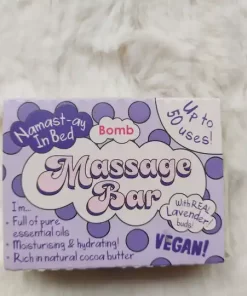 Namast-ay
In Bed
Bomb
Up to
50 uses!
Massage
Bar
I'm...
• Full of pure
essential oils
• Moisturising & hydrating!
• Rich in natural cocoa butter
with REAL
Lavender
buds!
VEGAN!